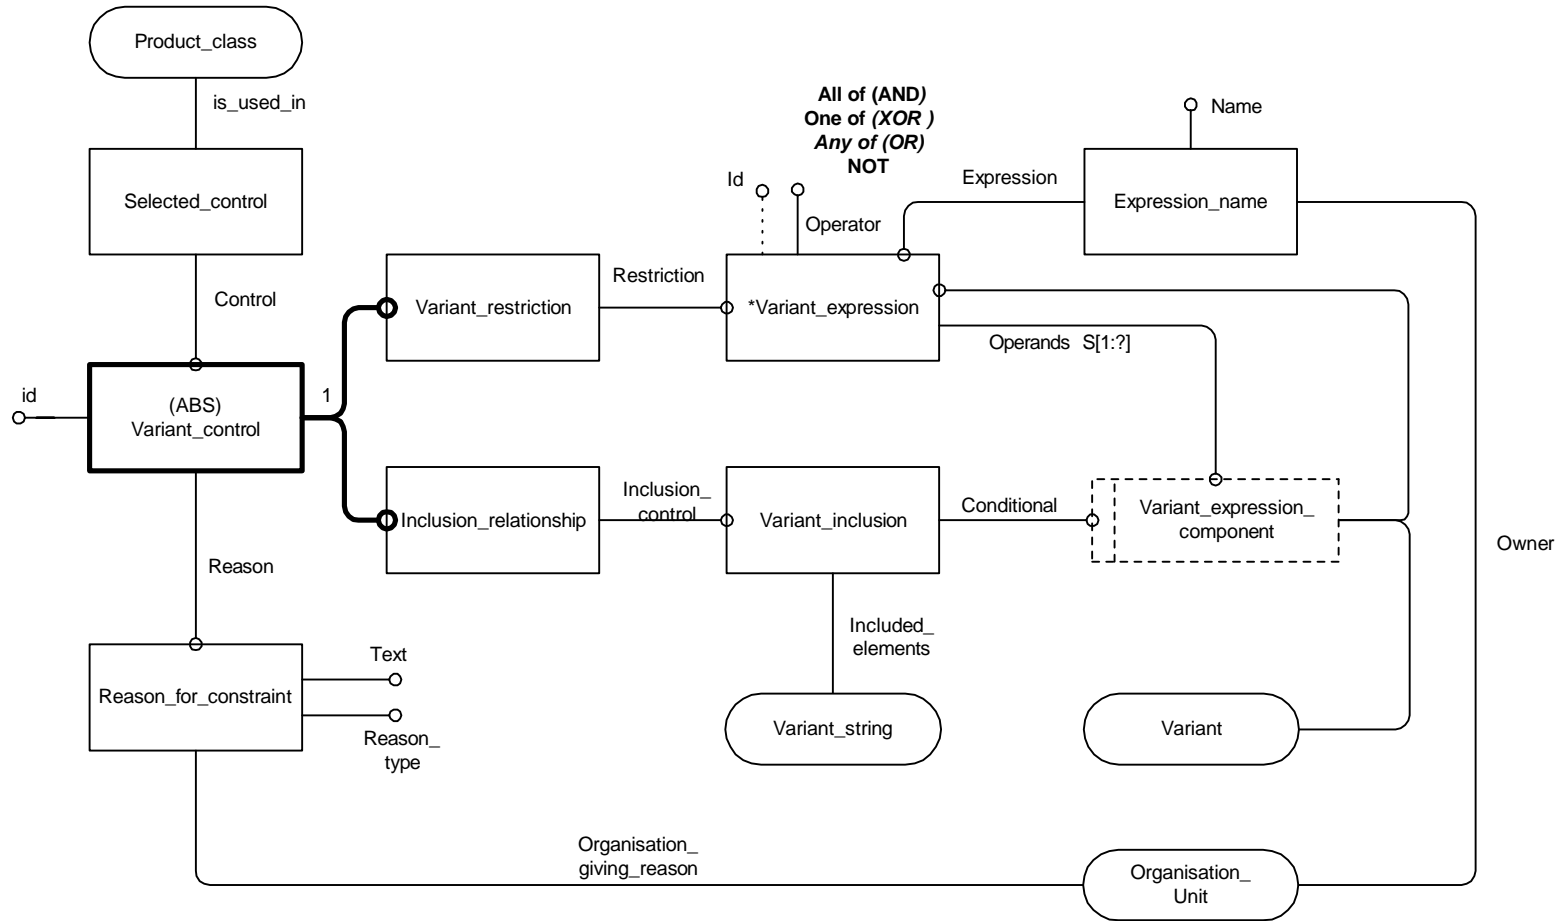 Product_class
is_used_in
All of (AND)
One of (XOR )
Any of (OR)
NOT
Name
Id
Expression
Selected_control
Operator
Expression_name
Restriction
Control
Variant_restriction
*Variant_expression
Operands S[1:?]
id
(ABS)
Variant_control
1
Inclusion_
control
Conditional
Inclusion_relationship
Variant_inclusion
Variant_expression_
component
Owner
Reason
Included_
elements
Text
Reason_for_constraint
Reason_
type
Variant_string
Variant
Organisation_
giving_reason
Organisation_
Unit